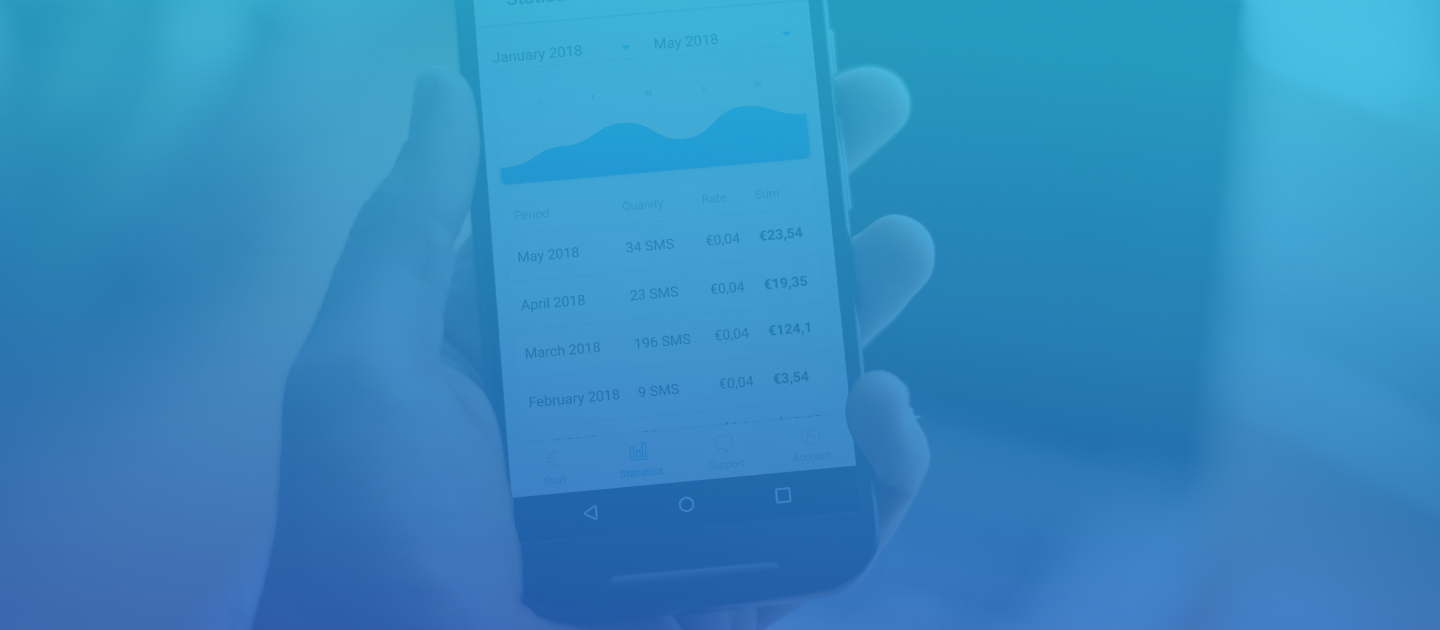 January 2018 May 2018
J F M A M
Period Quanity Rate Sum
May 2018 34 SMS €0,04 €23,54
April 2018 23 SMS €0,04 €19,35
March 2018 196 SMS €0,04 €124,1
February 2018 9 SMS €0,04 €3,54
Start Statistics Support Account